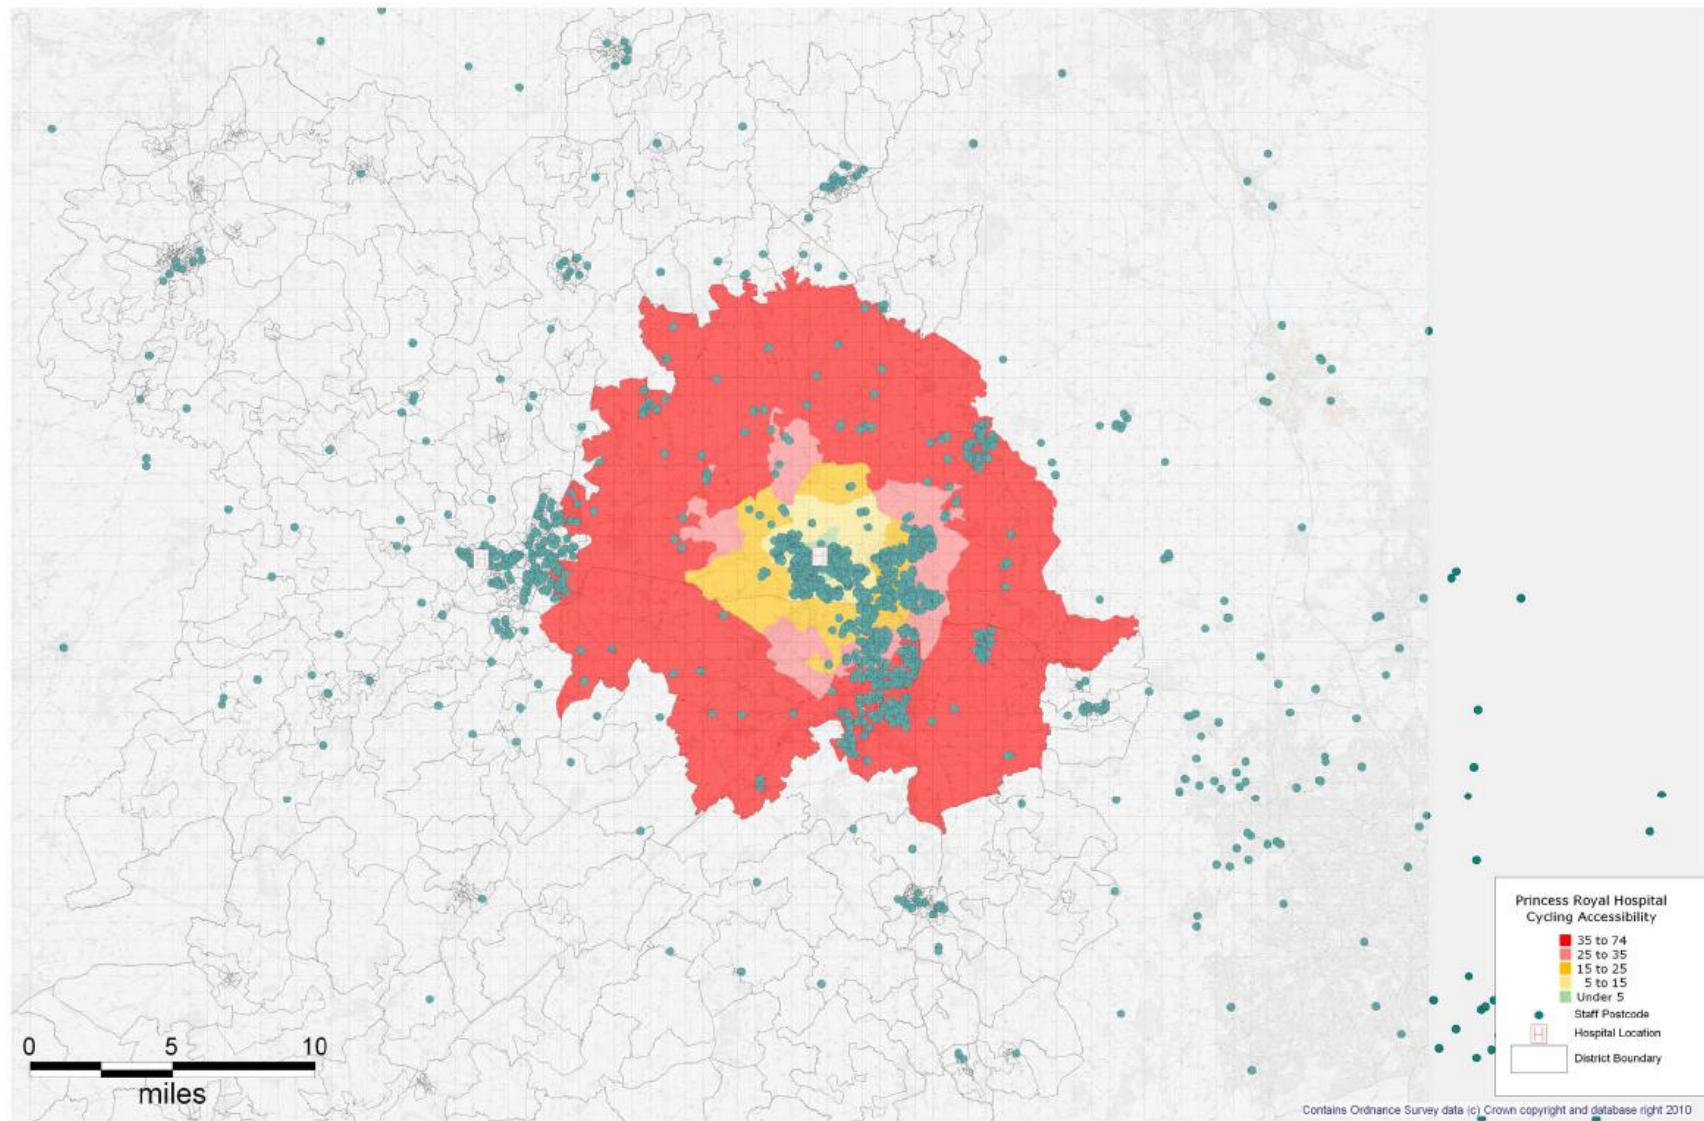 Princess Royal Hospital
Cycling Accessibility
35 to 74
25 to 35
15 to 25
5 to 15
Under 5
Staff Postcode
H
Hospital Location
District Boundary
H
H
0 5 10
miles
Contains Ordnance Survey data (c) Crown copyright and database right 2010